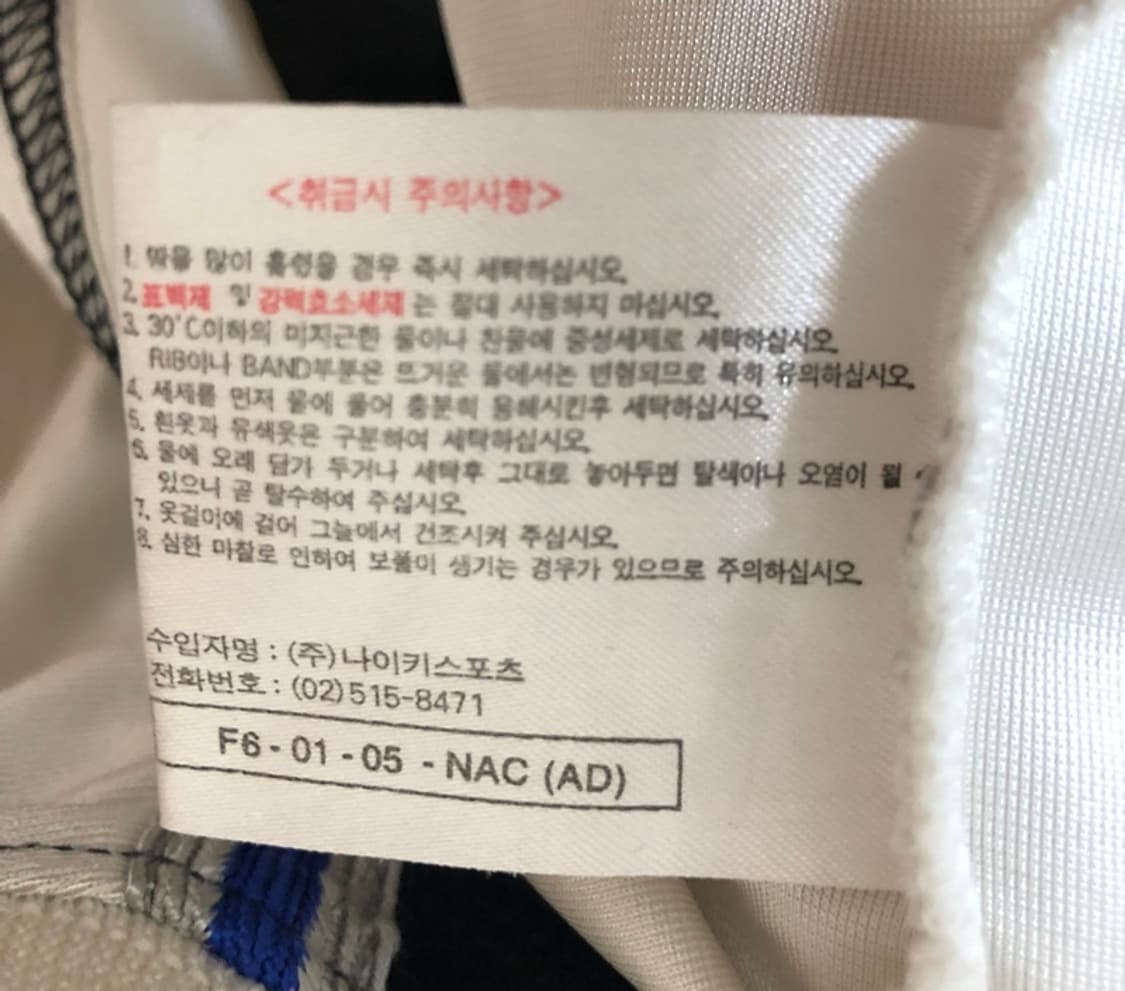 <취급시 주의사항>
1. 땀을 많이 흘렸을 경우 즉시 세탁하십시오.
2. 표백제 및 강력효소세제는 절대 사용하지 마십시오.
3. 30°C이하의 미지근한 물이나 찬물에 중성세제로 세탁하십시오.
RIB이나 BAND부분은 뜨거운 물에서는 변형되므로 특히 유의하십시오.
4. 세제를 먼저 물에 풀어 충분히 용해시킨후 세탁하십시오.
5. 흰옷과 유색옷은 구분하여 세탁하십시오.
6. 물에 오래 담가 두거나 세탁후 그대로 놓아두면 탈색이나 오염이 될
있으니 곧 탈수하여 주십시오.
7. 옷걸이에 걸어 그늘에서 건조시켜 주십시오.
8. 심한 마찰로 인하여 보풀이 생기는 경우가 있으므로 주의하십시오.
수입자명 : (주)나이키스포츠
전화번호 : (02)515-8471
F6 - 01 - 05 - NAC (AD)